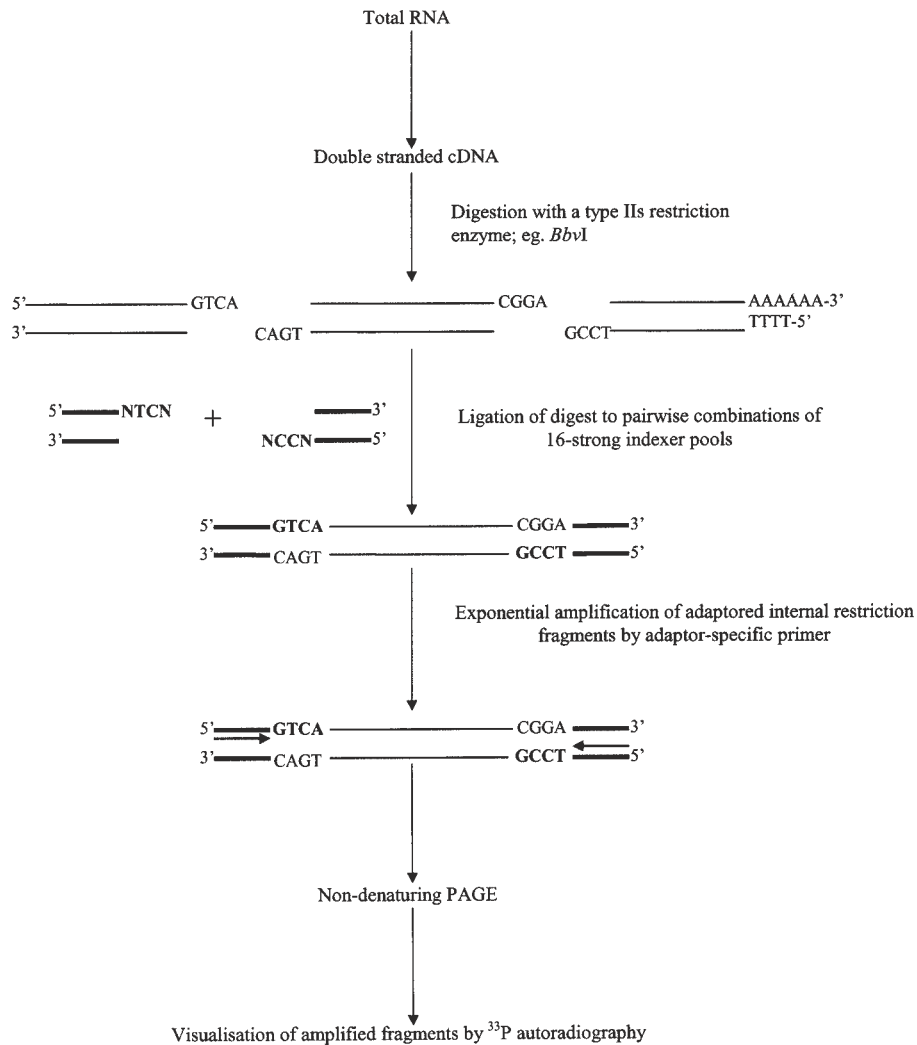 Total RNA
Double stranded cDNA
Digestion with a type IIs restriction
enzyme; eg. BbvI
5’ GTCA CGGA AAAAAA-3’
3’ CAGT GCCT TTTT-5’
5’ NTCN + 3’
3’ NCCN 5’
Ligation of digest to pairwise combinations of
16-strong indexer pools
5’ GTCA CGGA 3’
3’ CAGT GCCT 5’
Exponential amplification of adaptored internal restriction
fragments by adaptor-specific primer
5’ GTCA CGGA 3’
3’ CAGT GCCT 5’
Non-denaturing PAGE
Visualisation of amplified fragments by ³³P autoradiography